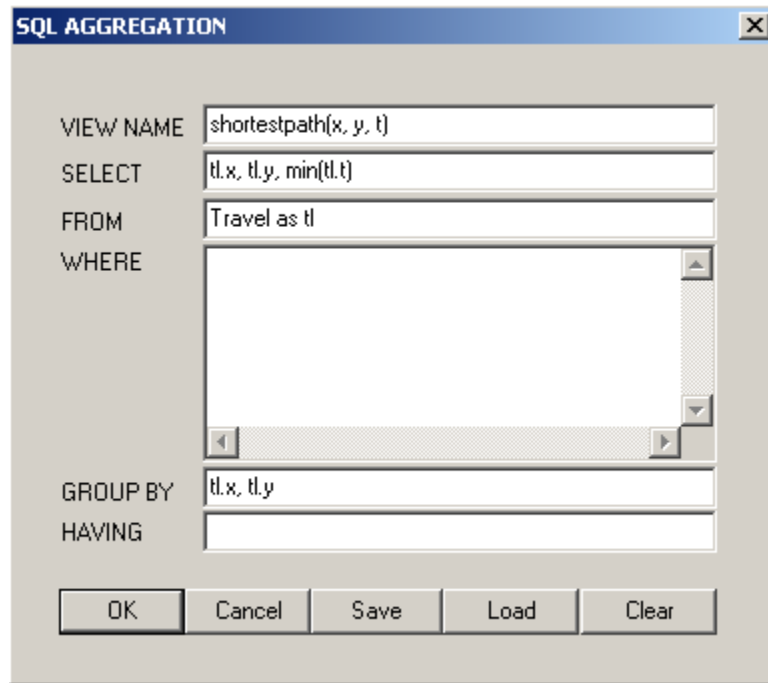 SQL AGGREGATION
VIEW NAME shortestpath(x, y, t)
SELECT tl.x, tl.y, min(tl.t)
FROM Travel as tl
WHERE
GROUP BY tl.x, tl.y
HAVING
OK Cancel Save Load Clear